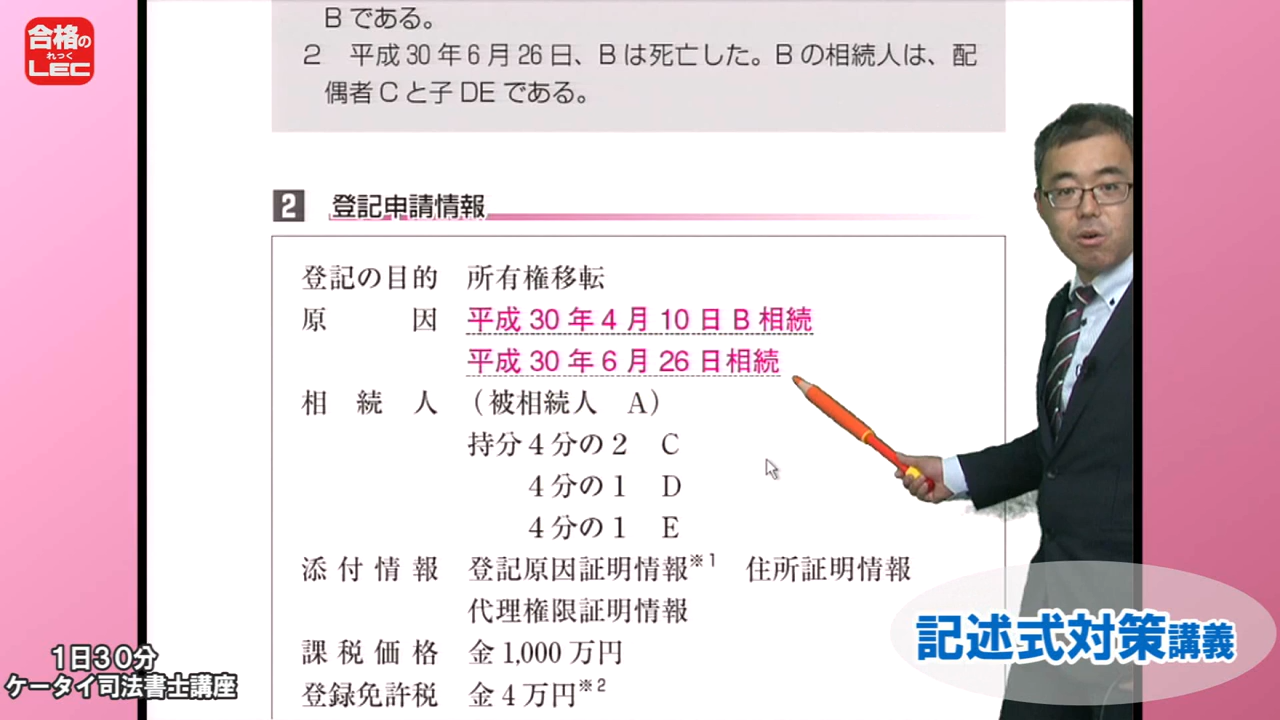 合格の
れっく
LEC
Bである。
2 平成30年6月26日、Bは死亡した。Bの相続人は、配
偶者Cと子DEである。
2 登記申請情報
登記の目的 所有権移転
原因 平成30年4月10日B相続
平成30年6月26日相続
相続人 (被相続人 A)
持分4分の2 C
4分の1 D
4分の1 E
添付情報 登記原因証明情報※1 住所証明情報
代理権限証明情報
課税価格 金1,000万円
登録免許税 金4万円※2
記述式対策講義
1日30分
ケータイ司法書士講座